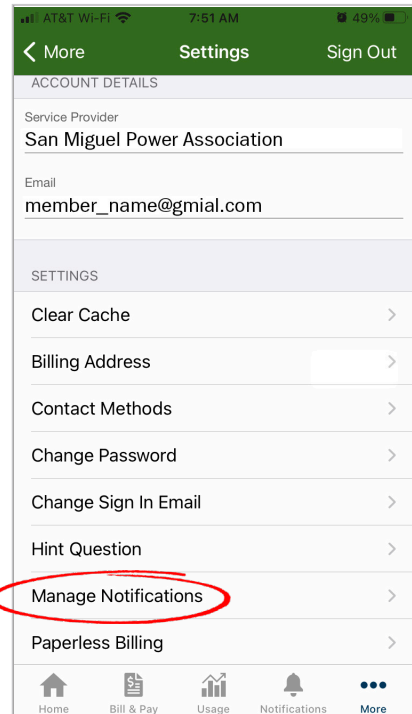 AT&T Wi-Fi 7:51 AM 49%
More Settings Sign Out
ACCOUNT DETAILS
Service Provider
San Miguel Power Association
Email
member_name@gmial.com
SETTINGS
Clear Cache
Billing Address
Contact Methods
Change Password
Change Sign In Email
Hint Question
Manage Notifications
Paperless Billing
Home Bill & Pay Usage Notifications More